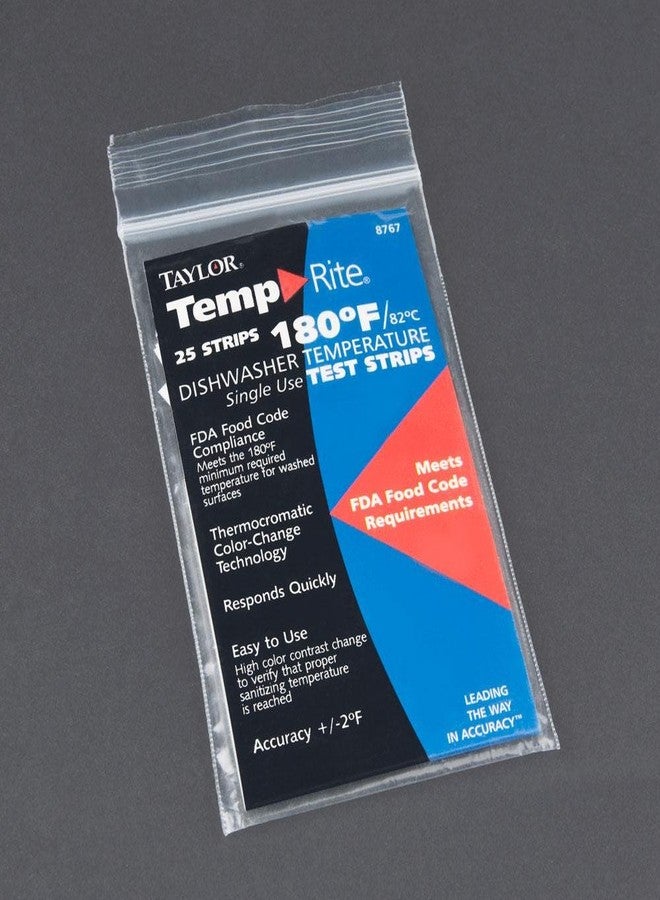 8767
TAYLOR®
Temp Rite®
25 STRIPS 180ºF/82ºC
DISHWASHER TEMPERATURE
Single Use TEST STRIPS
FDA Food Code
Compliance
Meets the 180ºF
minimum required
temperature for washed
surfaces
Meets
FDA Food Code
Requirements
Thermocromatic
Color-Change
Technology
Responds Quickly
Easy to Use
High color contrast change
to verify that proper
sanitizing temperature
is reached
Accuracy +/-2ºF
LEADING
THE WAY
IN ACCURACY™